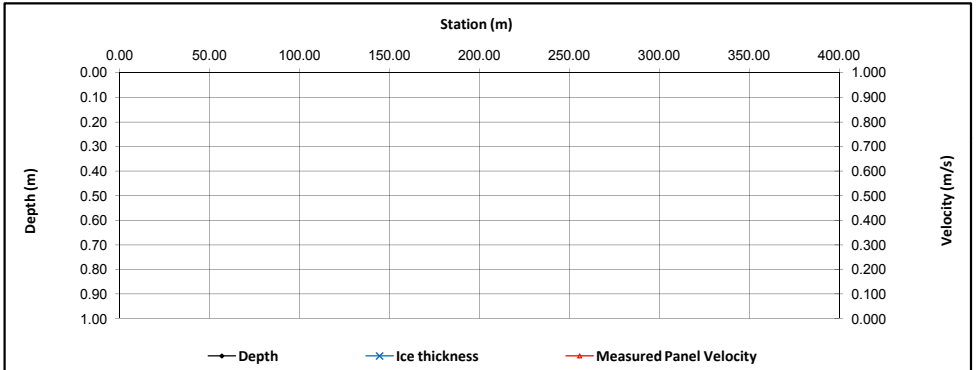 Station (m)
0.00 50.00 100.00 150.00 200.00 250.00 300.00 350.00 400.00
0.00 1.000
0.10 0.900
0.20 0.800
0.30 0.700
0.40 0.600
0.50 0.500
0.60 0.400
0.70 0.300
0.80 0.200
0.90 0.100
1.00 0.000
Depth (m)
Velocity (m/s)
Depth Ice thickness Measured Panel Velocity